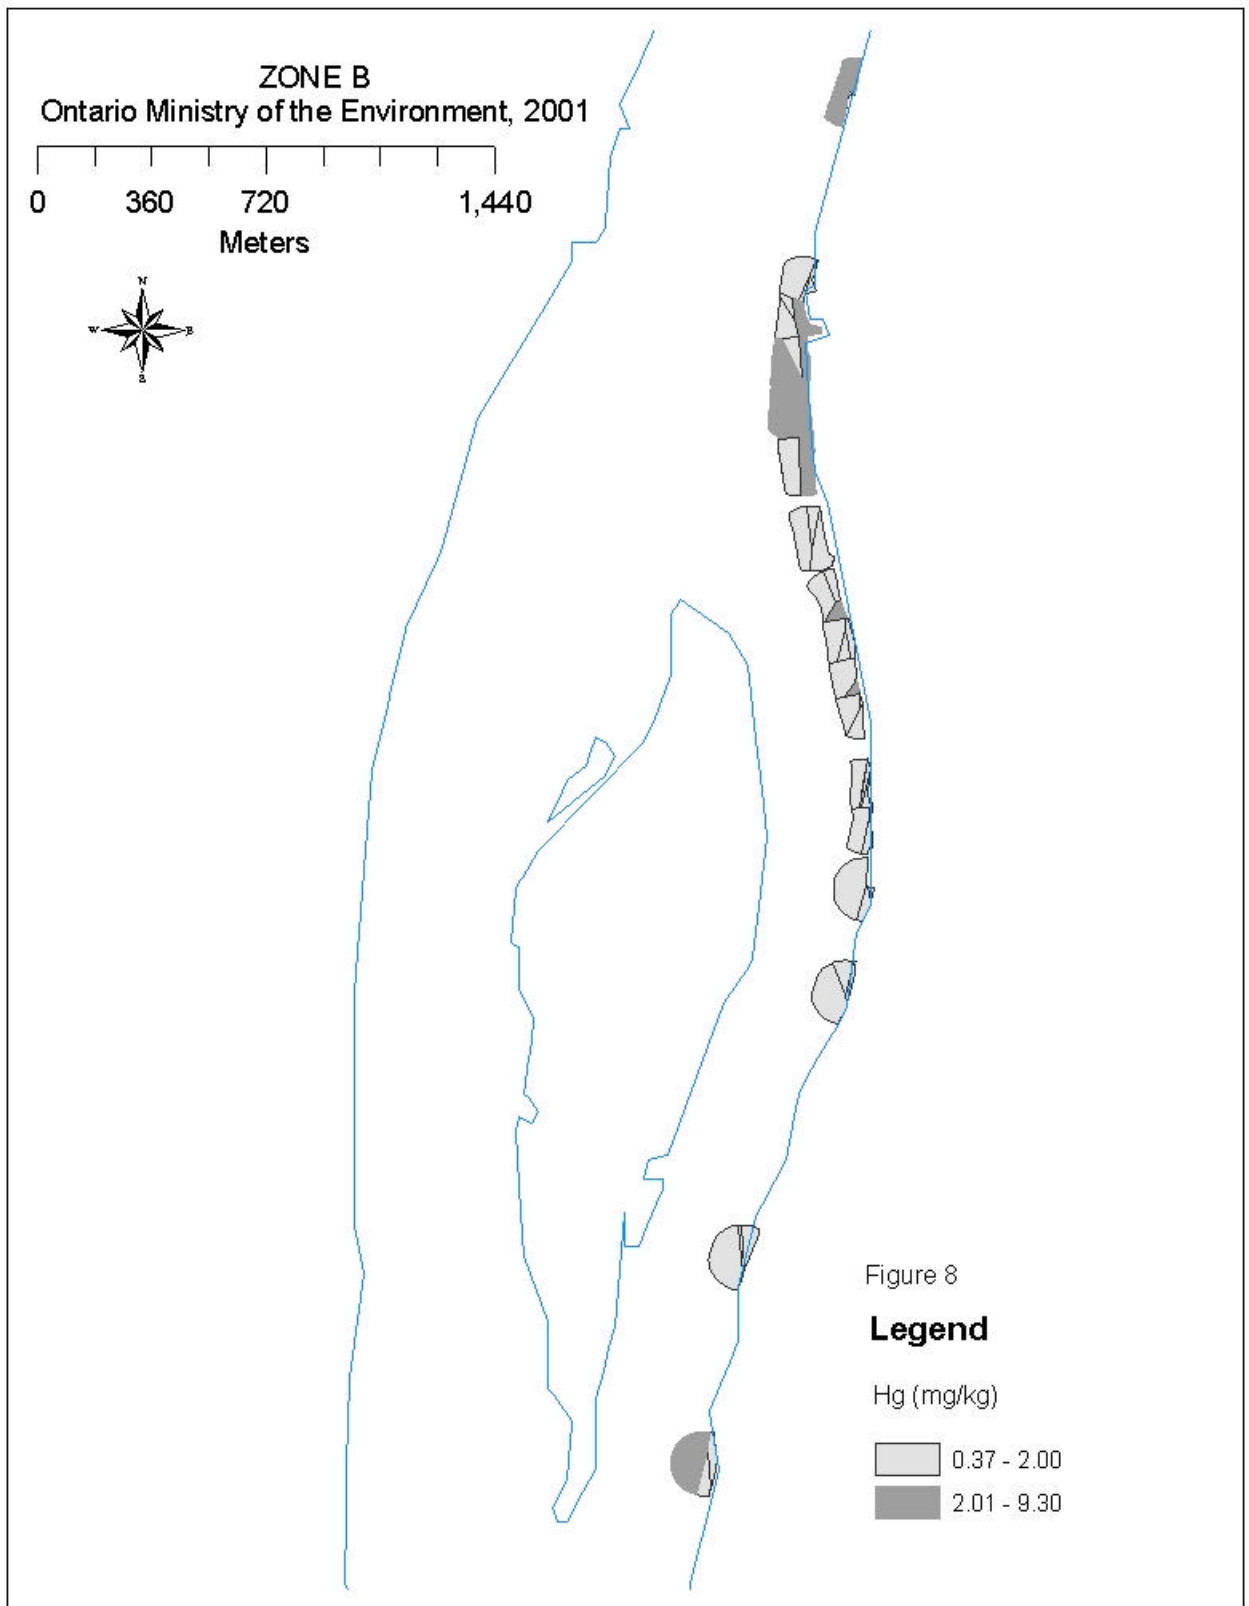 ZONE B
Ontario Ministry of the Environment, 2001
0 360 720 1,440
Meters
N
W E
S
Figure 8
Legend
Hg (mg/kg)
0.37 - 2.00
2.01 - 9.30